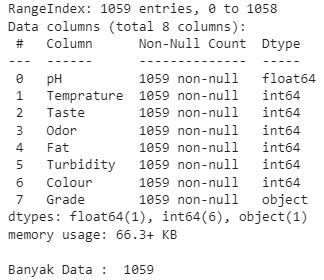 RangeIndex: 1059 entries, 0 to 1058
Data columns (total 8 columns):
 #   Column      Non-Null Count  Dtype
---  ------      --------------  -----
 0   pH          1059 non-null   float64
 1   Temprature  1059 non-null   int64
 2   Taste       1059 non-null   int64
 3   Odor        1059 non-null   int64
 4   Fat         1059 non-null   int64
 5   Turbidity   1059 non-null   int64
 6   Colour      1059 non-null   int64
 7   Grade       1059 non-null   object
dtypes: float64(1), int64(6), object(1)
memory usage: 66.3+ KB

Banyak Data :  1059